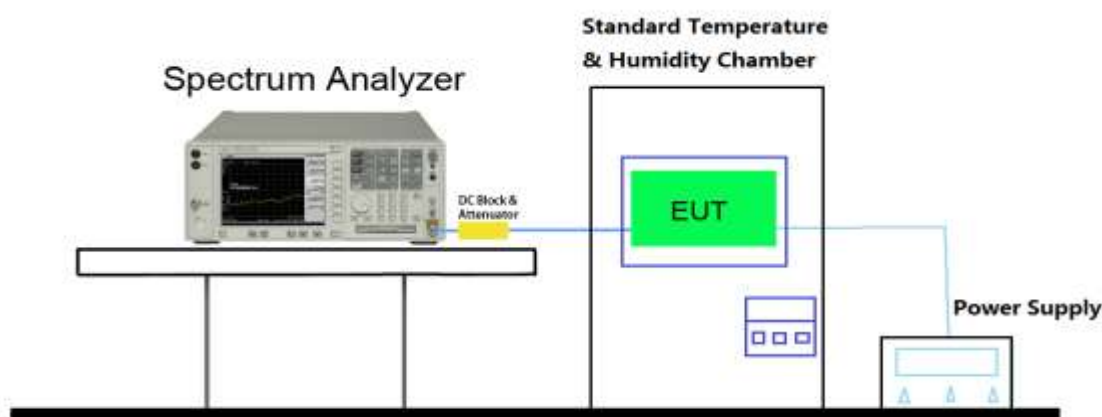 Standard Temperature
& Humidity Chamber
Spectrum Analyzer
DC Block &
Attenuator
EUT
Power Supply